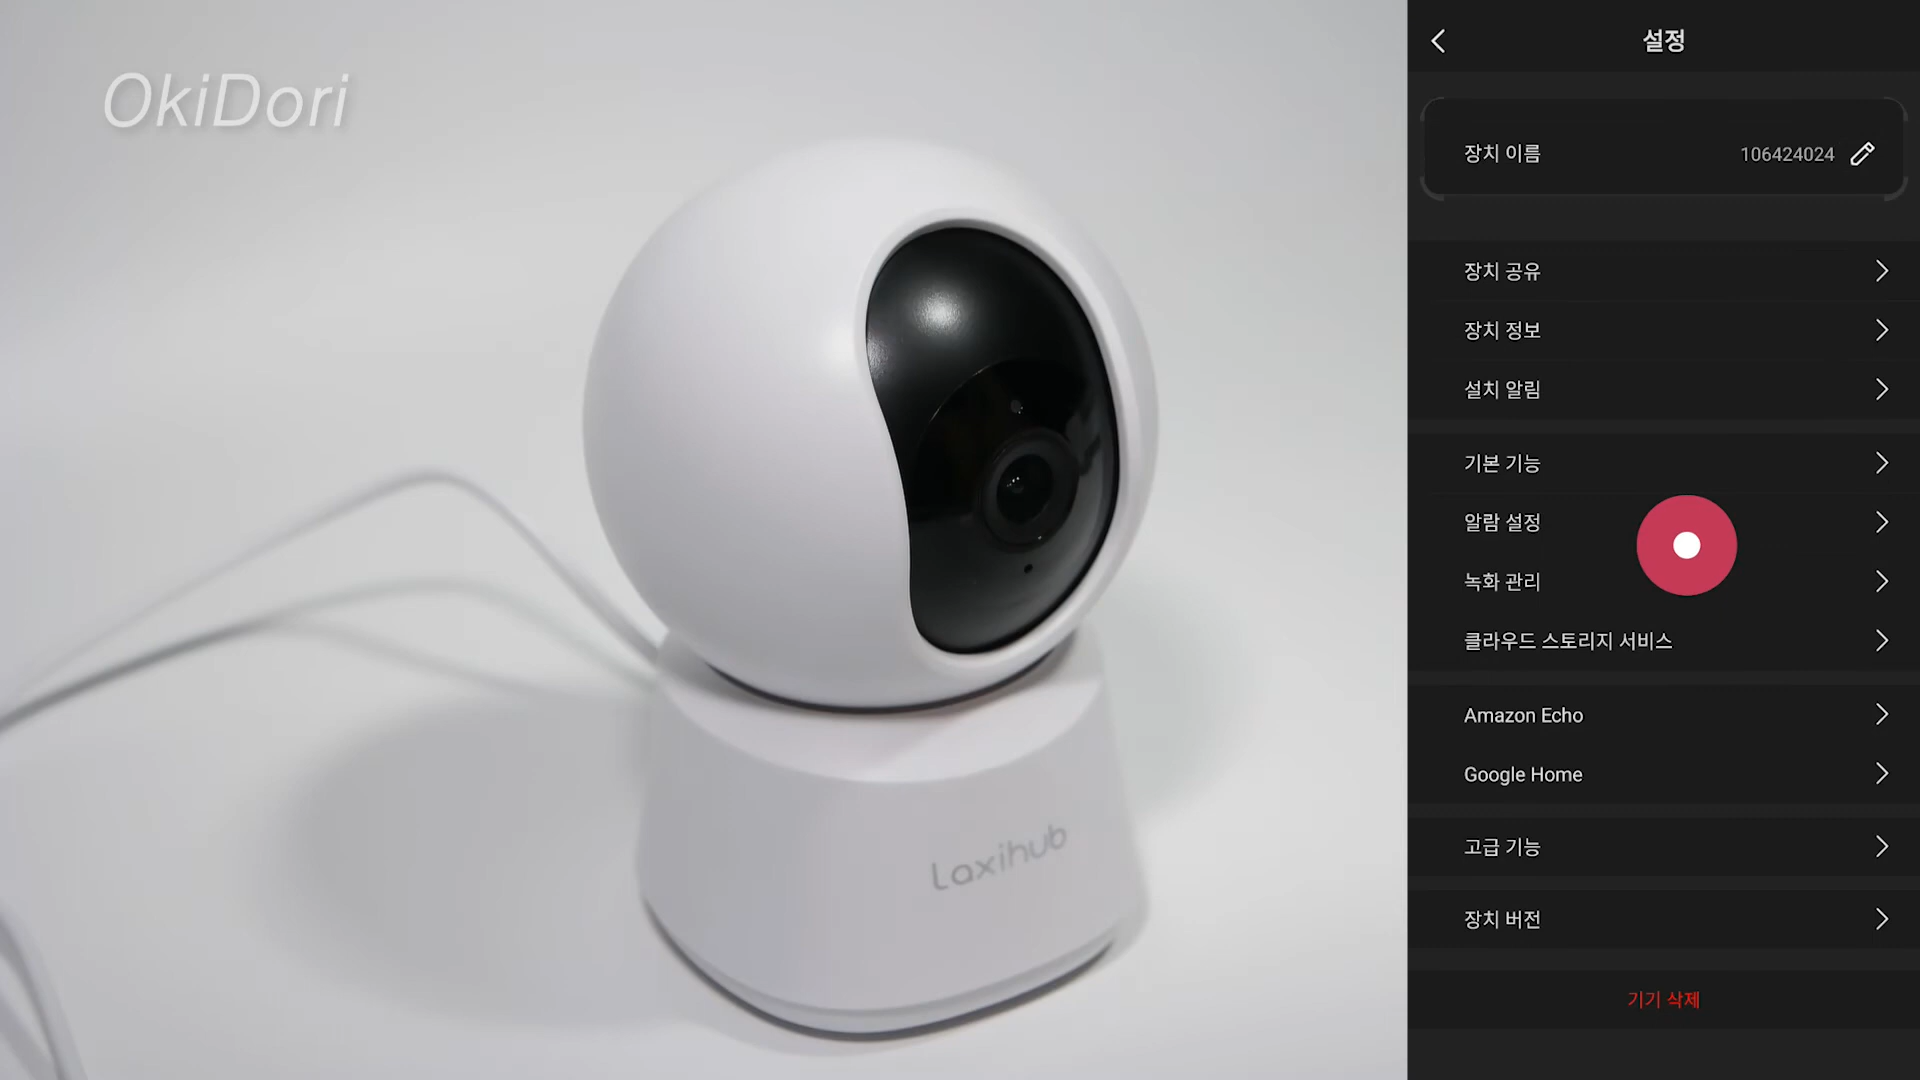 OkiDori
Laxihub
설정
장치 이름
106424024
장치 공유
장치 정보
설치 알림
기본 기능
알람 설정
녹화 관리
클라우드 스토리지 서비스
Amazon Echo
Google Home
고급 기능
장치 버전
기기 삭제